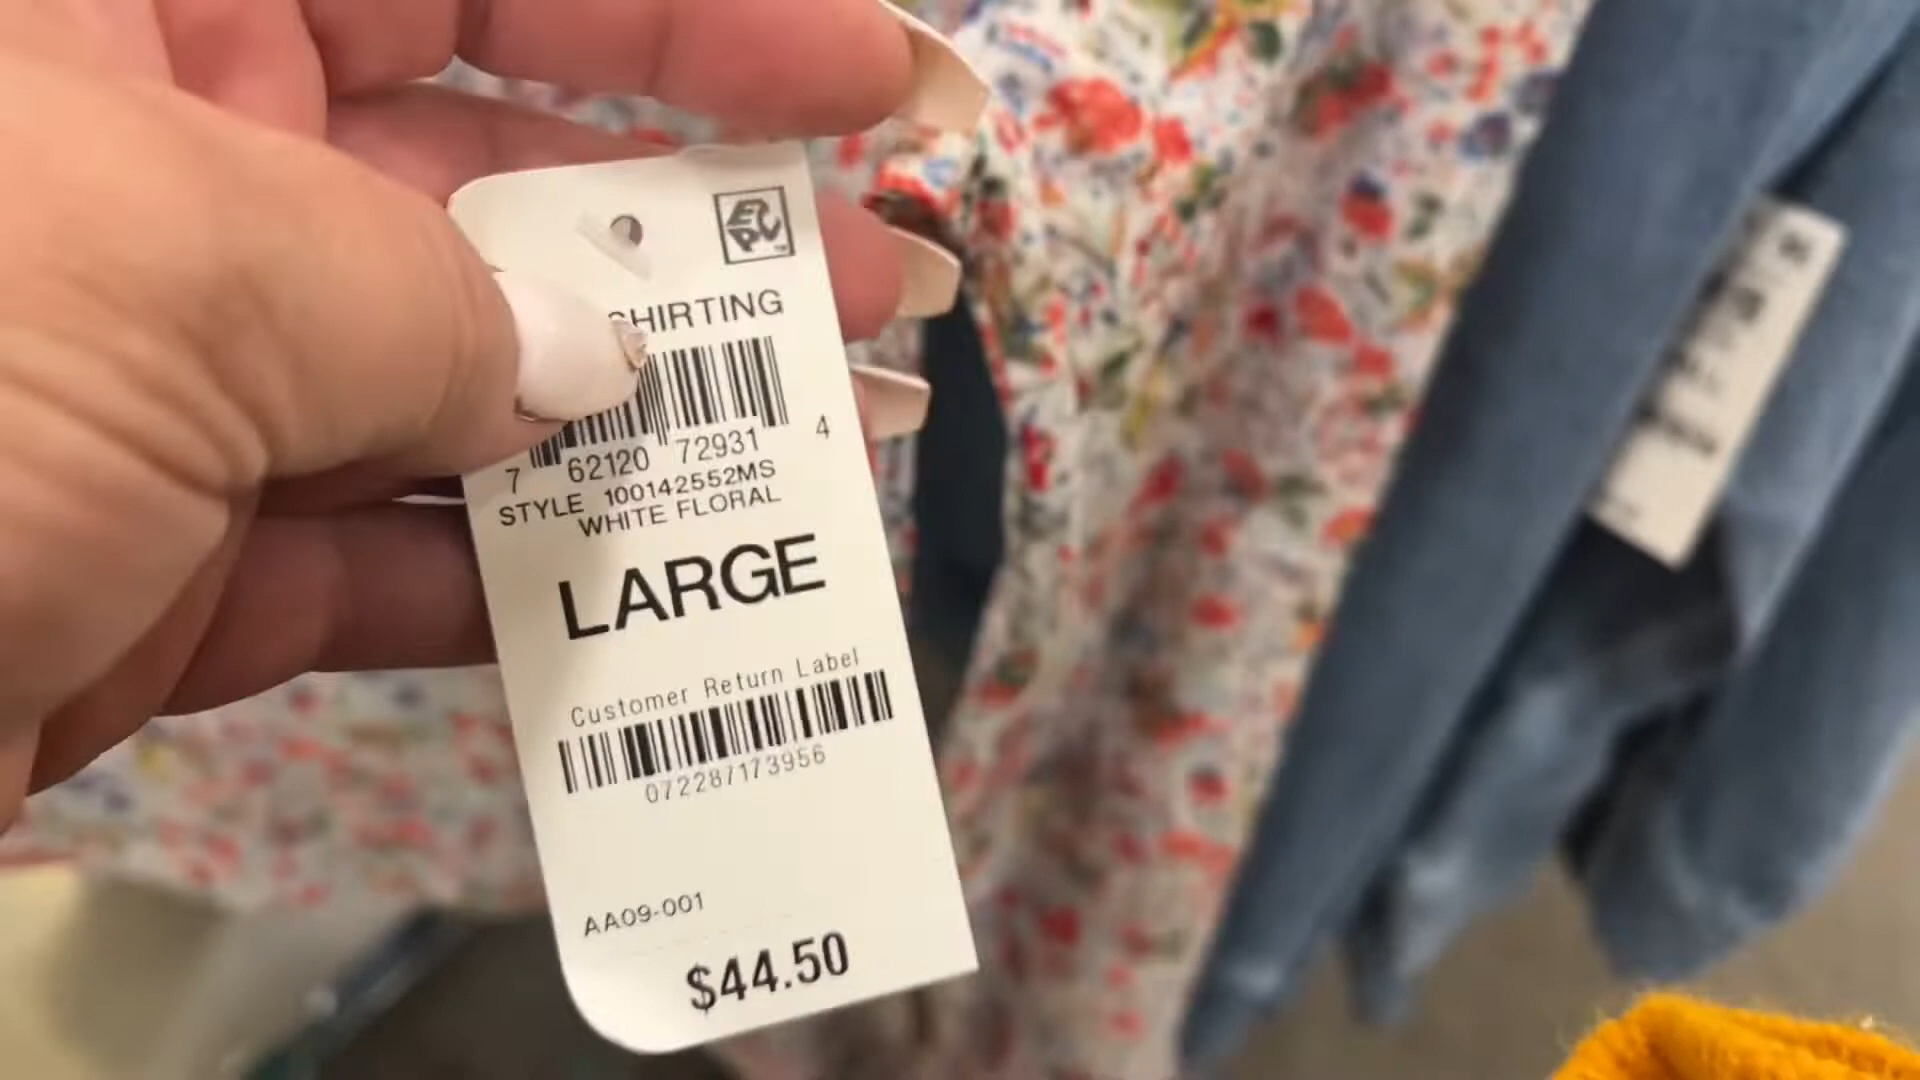 SHIRTING
7 62120 72931 4
STYLE 100142552MS
WHITE FLORAL
LARGE
Customer Return Label
072287173956
AA09-001
$44.50